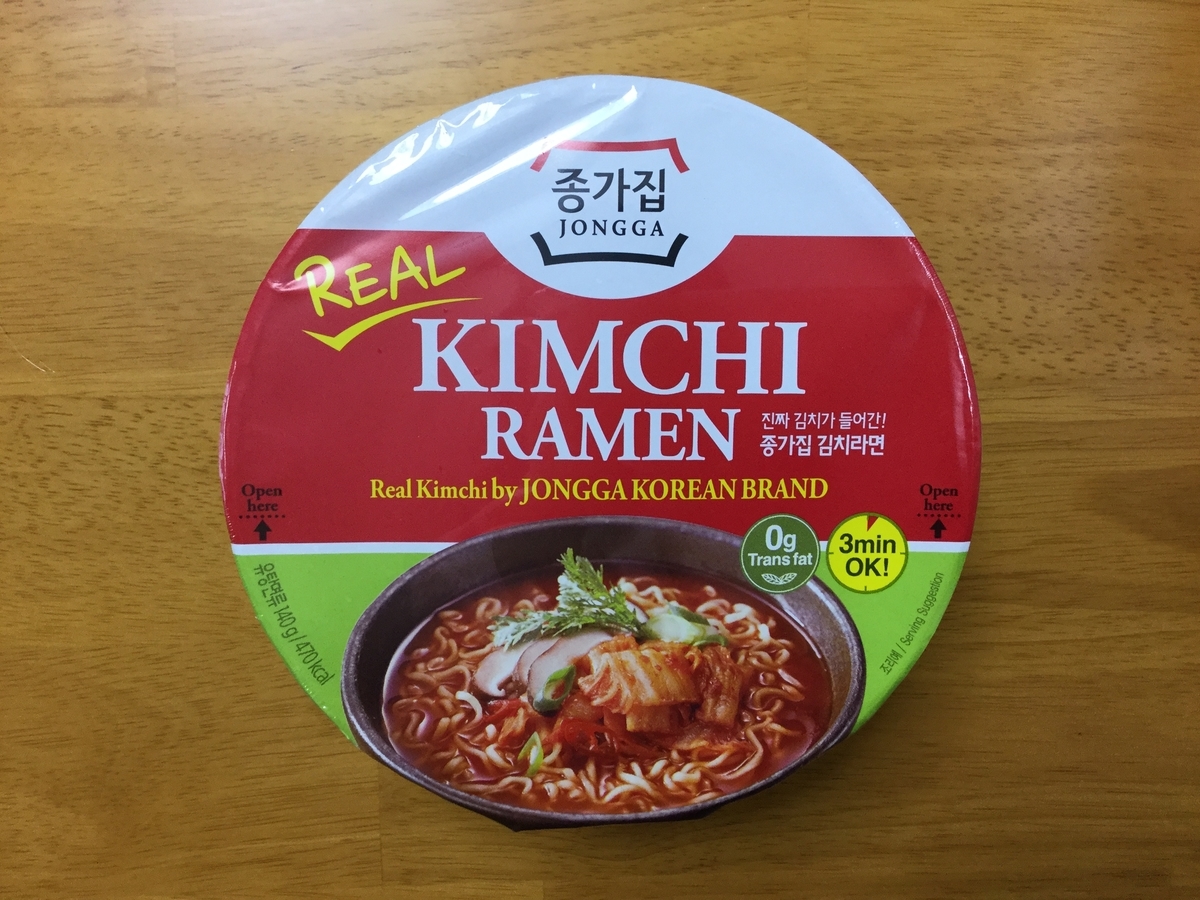 종가집
JONGGA
REAL
KIMCHI
RAMEN
진짜 김치가 들어간!
종가집 김치라면
Real Kimchi by JONGGA KOREAN BRAND
Open
here
Open
here
0g
Trans fat
3min
OK!
유탕면류 140g/470kcal
조리예 / Serving Suggestion